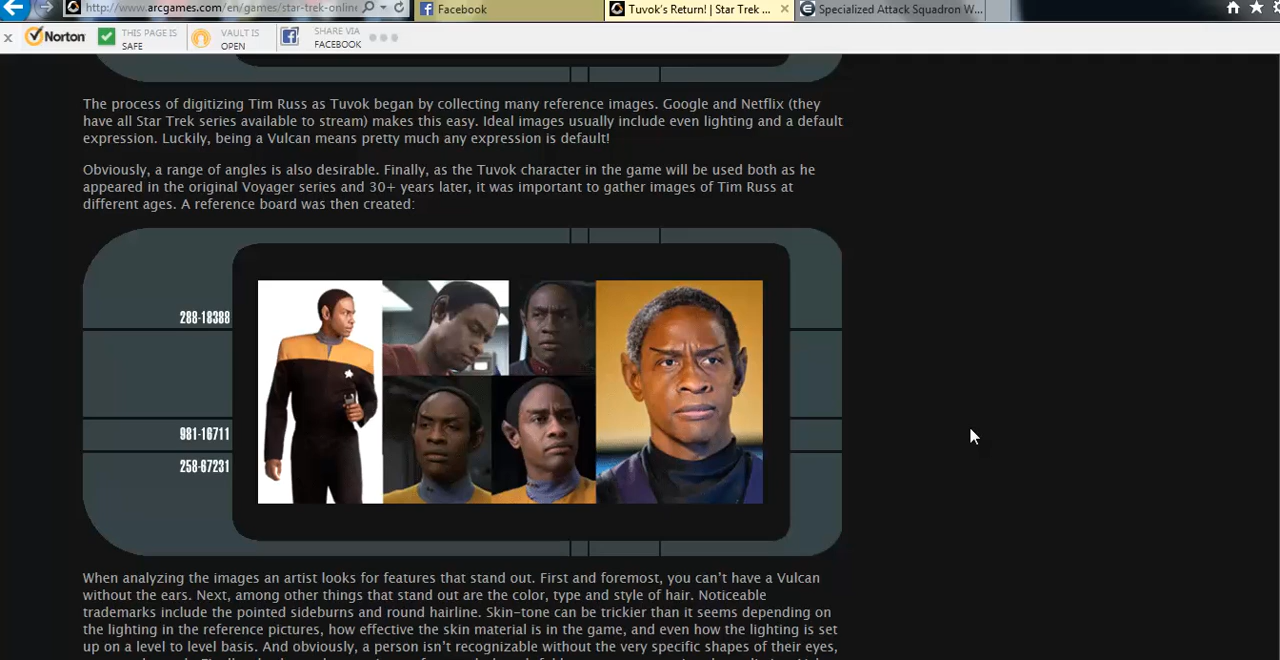 http://www.arcgames.com/en/games/star-trek-online
Facebook
Tuvok's Return! | Star Trek ...
Specialized Attack Squadron W...
Norton
THIS PAGE IS
SAFE
VAULT IS
OPEN
SHARE VIA
FACEBOOK
The process of digitizing Tim Russ as Tuvok began by collecting many reference images. Google and Netflix (they
have all Star Trek series available to stream) makes this easy. Ideal images usually include even lighting and a default
expression. Luckily, being a Vulcan means pretty much any expression is default!
Obviously, a range of angles is also desirable. Finally, as the Tuvok character in the game will be used both as he
appeared in the original Voyager series and 30+ years later, it was important to gather images of Tim Russ at
different ages. A reference board was then created:
288-18388
981-16711
258-67231
When analyzing the images an artist looks for features that stand out. First and foremost, you can't have a Vulcan
without the ears. Next, among other things that stand out are the color, type and style of hair. Noticeable
trademarks include the pointed sideburns and round hairline. Skin-tone can be trickier than it seems depending on
the lighting in the reference pictures, how effective the skin material is in the game, and even how the lighting is set
up on a level to level basis. And obviously, a person isn't recognizable without the very specific shapes of their eyes,